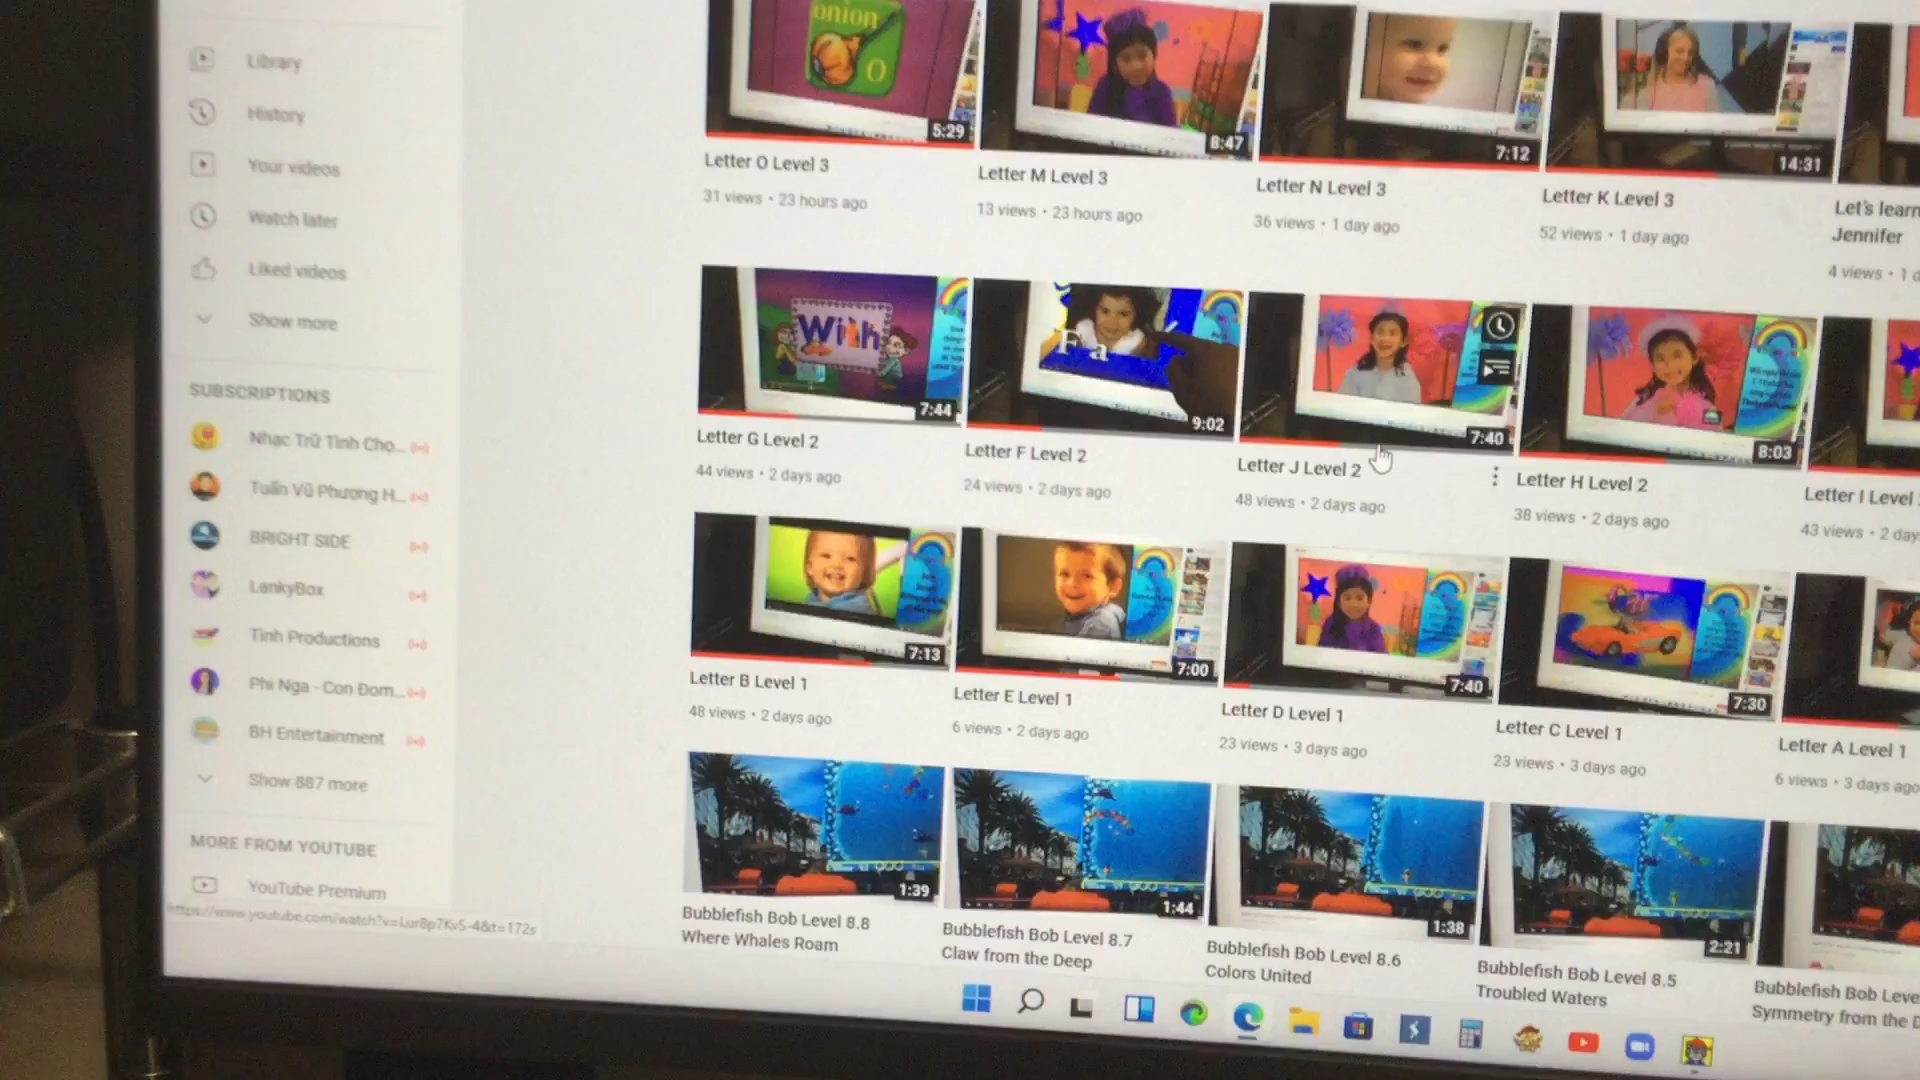 Library
History
Your videos
Watch later
Liked videos
Show more
SUBSCRIPTIONS
Nhạc Trữ Tình Cho...
Tuấn Vũ Phượng H...
BRIGHT SIDE
LankyBox
Tinh Productions
Phi Nga - Con Đom...
BH Entertainment
Show 887 more
MORE FROM YOUTUBE
YouTube Premium
onion
O
5:29
8:47
7:12
14:31
Letter O Level 3
31 views • 23 hours ago
Letter M Level 3
13 views • 23 hours ago
Letter N Level 3
36 views • 1 day ago
Letter K Level 3
52 views • 1 day ago
Let's learn
Jennifer
4 views • 1 d
With
F a
7:44
9:02
7:40
8:03
Letter G Level 2
44 views • 2 days ago
Letter F Level 2
24 views • 2 days ago
Letter J Level 2
48 views • 2 days ago
Letter H Level 2
38 views • 2 days ago
Letter I Level
43 views • 2 day
7:13
7:00
7:40
7:30
Letter B Level 1
48 views • 2 days ago
Letter E Level 1
6 views • 2 days ago
Letter D Level 1
23 views • 3 days ago
Letter C Level 1
23 views • 3 days ago
Letter A Level 1
6 views • 3 days ago
1:39
1:44
1:38
2:21
Bubblefish Bob Level 8.8
Where Whales Roam
Bubblefish Bob Level 8.7
Claw from the Deep
Bubblefish Bob Level 8.6
Colors United
Bubblefish Bob Level 8.5
Troubled Waters
Bubblefish Bob Leve
Symmetry from the D